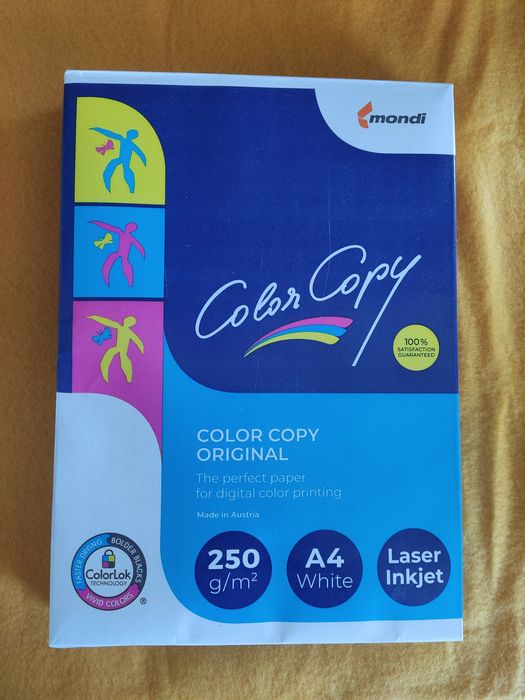 mondi
Color Copy
100%
SATISFACTION
GUARANTEED
COLOR COPY
ORIGINAL
The perfect paper
for digital color printing
Made in Austria
FASTER DRYING
BOLDER BLACKS
ColorLok
TECHNOLOGY
VIVID COLORS
®
250
g/m²
A4
White
Laser
Inkjet